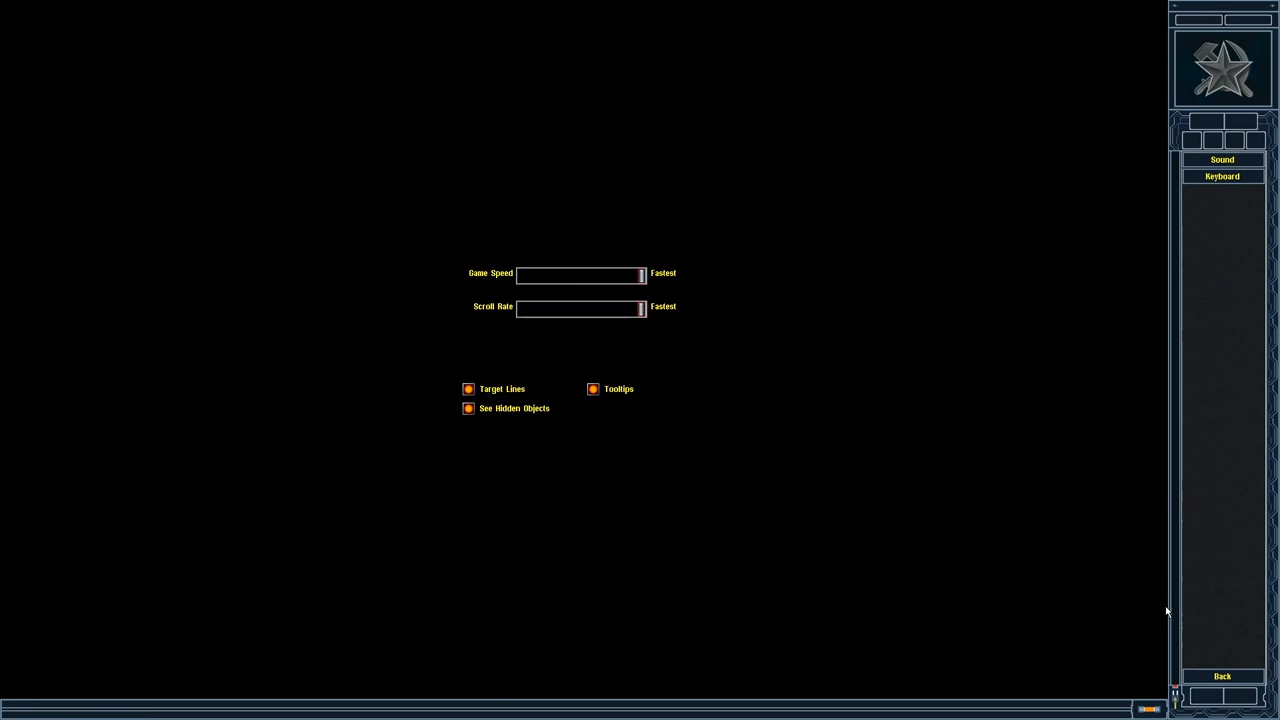 Sound
Keyboard
Game Speed Fastest
Scroll Rate Fastest
Target Lines Tooltips
See Hidden Objects
Back